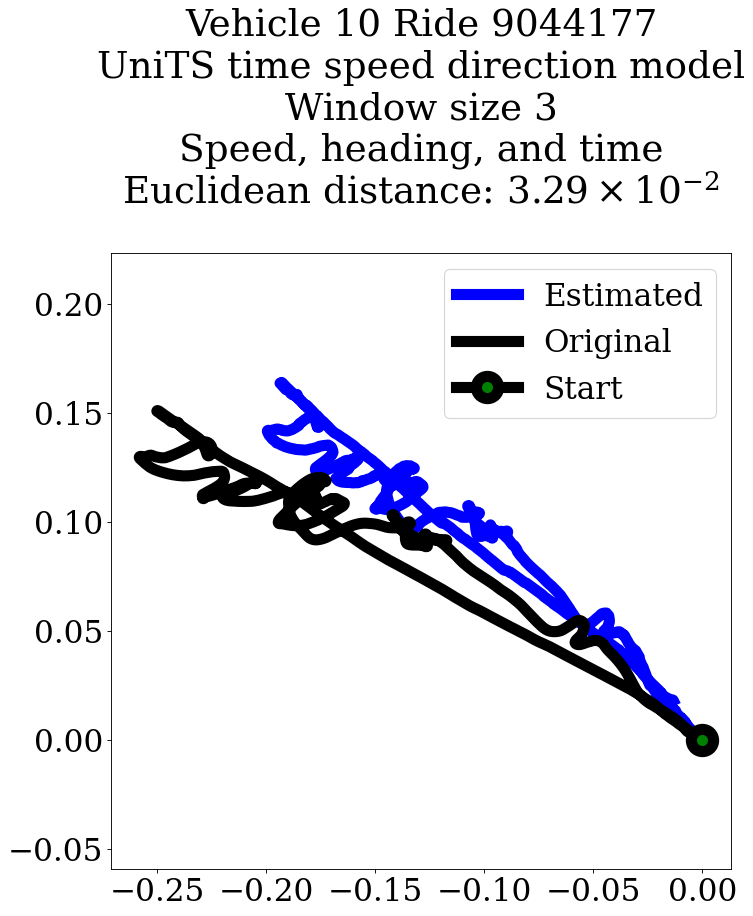 Vehicle 10 Ride 9044177
UniTS time speed direction model
Window size 3
Speed, heading, and time
Euclidean distance: 3.29 × 10⁻²
Estimated
Original
Start
0.20
0.15
0.10
0.05
0.00
−0.05
−0.25 −0.20 −0.15 −0.10 −0.05 0.00